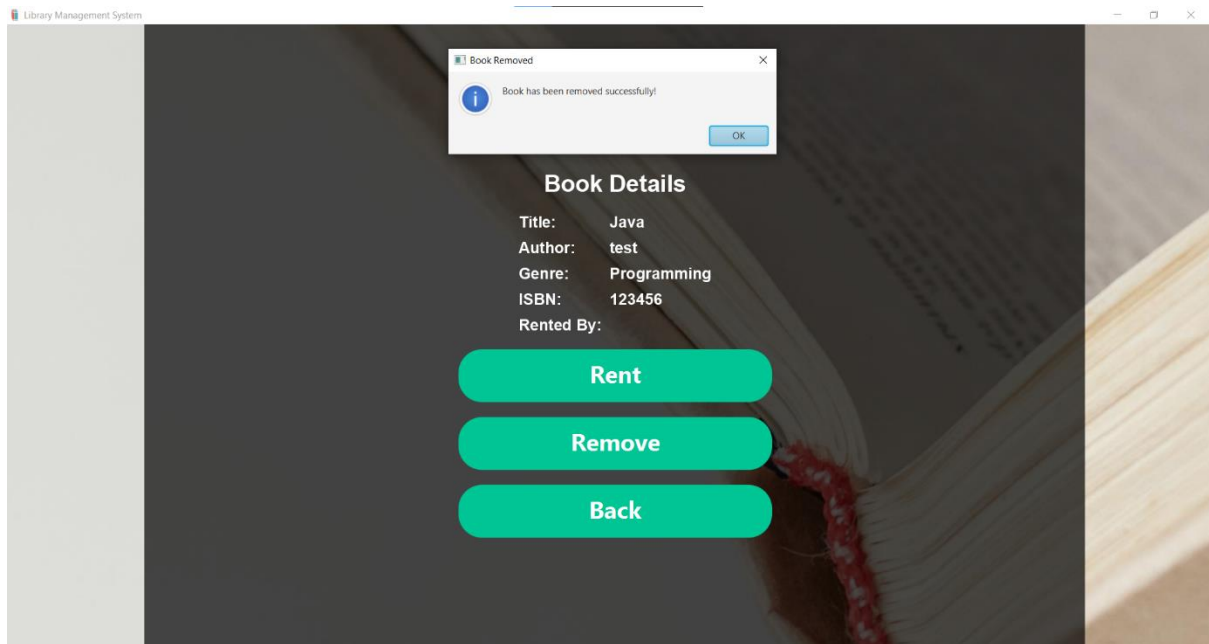 Library Management System
Book Removed
Book has been removed successfully!
OK
Book Details
Title: Java
Author: test
Genre: Programming
ISBN: 123456
Rented By:
Rent
Remove
Back